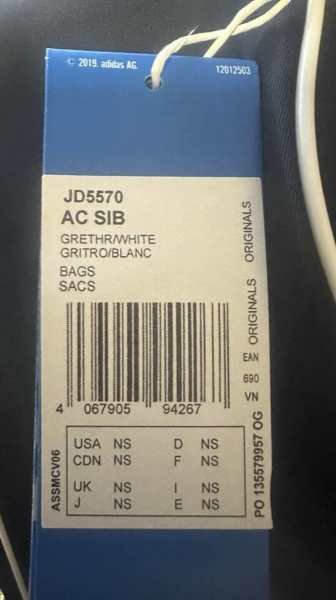 © 2019. adidas AG.
12012503
JD5570
AC SIB
GRETHR/WHITE
GRITRO/BLANC
BAGS
SACS
ORIGINALS ORIGINALS
EAN
690
VN
4 067905 94267
USA NS D NS
CDN NS F NS
UK NS I NS
J NS E NS
ASSMCV06
PO 135579957 OG